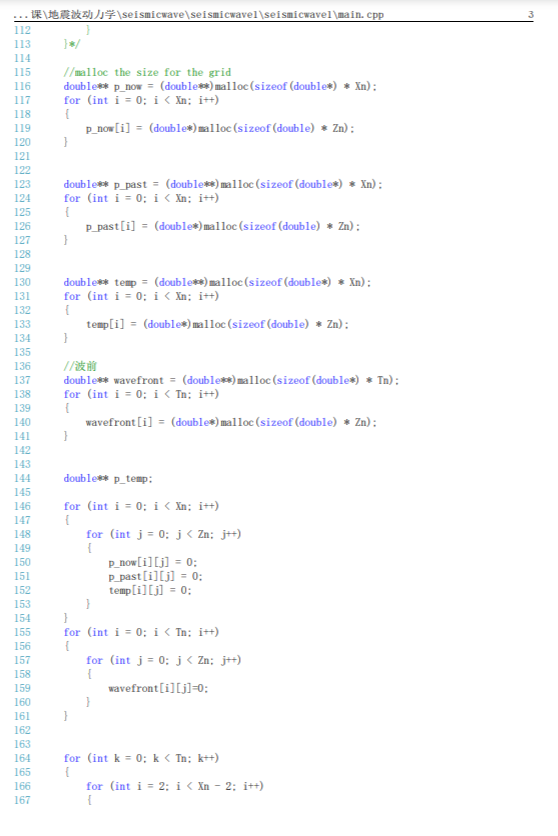 ...课\地震波动力学\seismicwave\seismicwave1\seismicwave1\main.cpp 3
112 }
113 }*/
114
115 //malloc the size for the grid
116 double** p_now = (double**)malloc(sizeof(double*) * Xn);
117 for (int i = 0; i < Xn; i++)
118 {
119 p_now[i] = (double*)malloc(sizeof(double) * Zn);
120 }
121
122
123 double** p_past = (double**)malloc(sizeof(double*) * Xn);
124 for (int i = 0; i < Xn; i++)
125 {
126 p_past[i] = (double*)malloc(sizeof(double) * Zn);
127 }
128
129
130 double** temp = (double**)malloc(sizeof(double*) * Xn);
131 for (int i = 0; i < Xn; i++)
132 {
133 temp[i] = (double*)malloc(sizeof(double) * Zn);
134 }
135
136 //波前
137 double** wavefront = (double**)malloc(sizeof(double*) * Tn);
138 for (int i = 0; i < Tn; i++)
139 {
140 wavefront[i] = (double*)malloc(sizeof(double) * Zn);
141 }
142
143
144 double** p_temp;
145
146 for (int i = 0; i < Xn; i++)
147 {
148 for (int j = 0; j < Zn; j++)
149 {
150 p_now[i][j] = 0;
151 p_past[i][j] = 0;
152 temp[i][j] = 0;
153 }
154 }
155 for (int i = 0; i < Tn; i++)
156 {
157 for (int j = 0; j < Zn; j++)
158 {
159 wavefront[i][j]=0;
160 }
161 }
162
163
164 for (int k = 0; k < Tn; k++)
165 {
166 for (int i = 2; i < Xn - 2; i++)
167 {